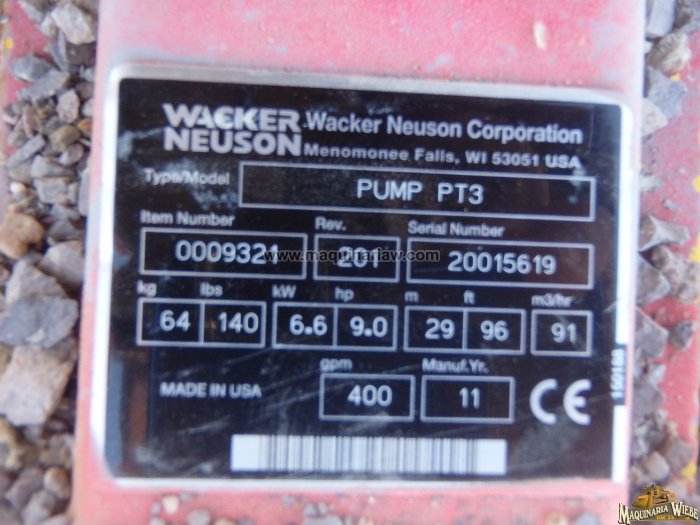 WACKER
NEUSON
Wacker Neuson Corporation
Menomonee Falls, WI 53051 USA
Type/Model PUMP PT3
Item Number Rev. Serial Number
0009321 201 20015619
www.maquinariaw.com
kg lbs kW hp m ft m3/hr
64 140 6.6 9.0 29 96 91
gpm Manuf.Yr.
MADE IN USA 400 11 CE
150168
MAQUINARIA WIEBE